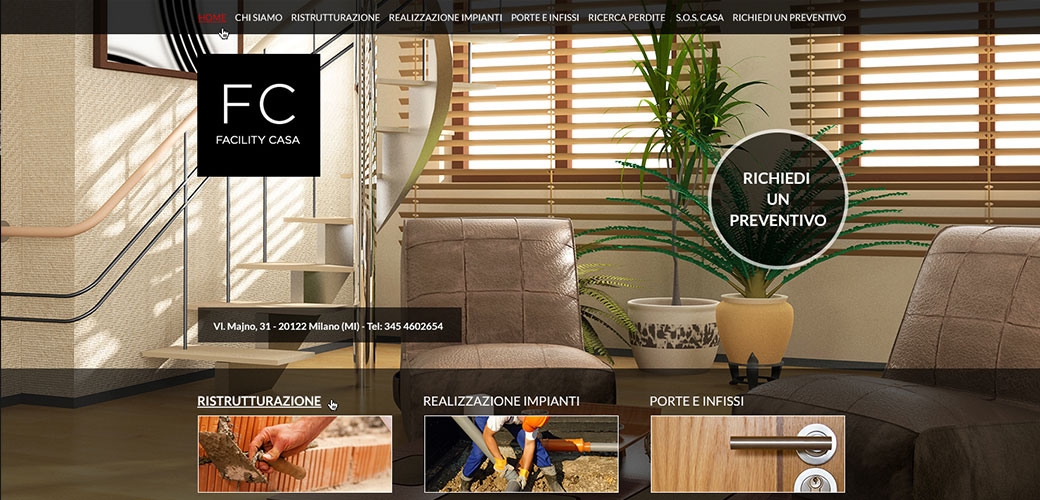 HOME CHI SIAMO RISTRUTTURAZIONE REALIZZAZIONE IMPIANTI PORTE E INFISSI RICERCA PERDITE S.O.S. CASA RICHIEDI UN PREVENTIVO
FC
FACILITY CASA
RICHIEDI
UN
PREVENTIVO
Vl. Majno, 31 - 20122 Milano (MI) - Tel: 345 4602654
RISTRUTTURAZIONE REALIZZAZIONE IMPIANTI PORTE E INFISSI